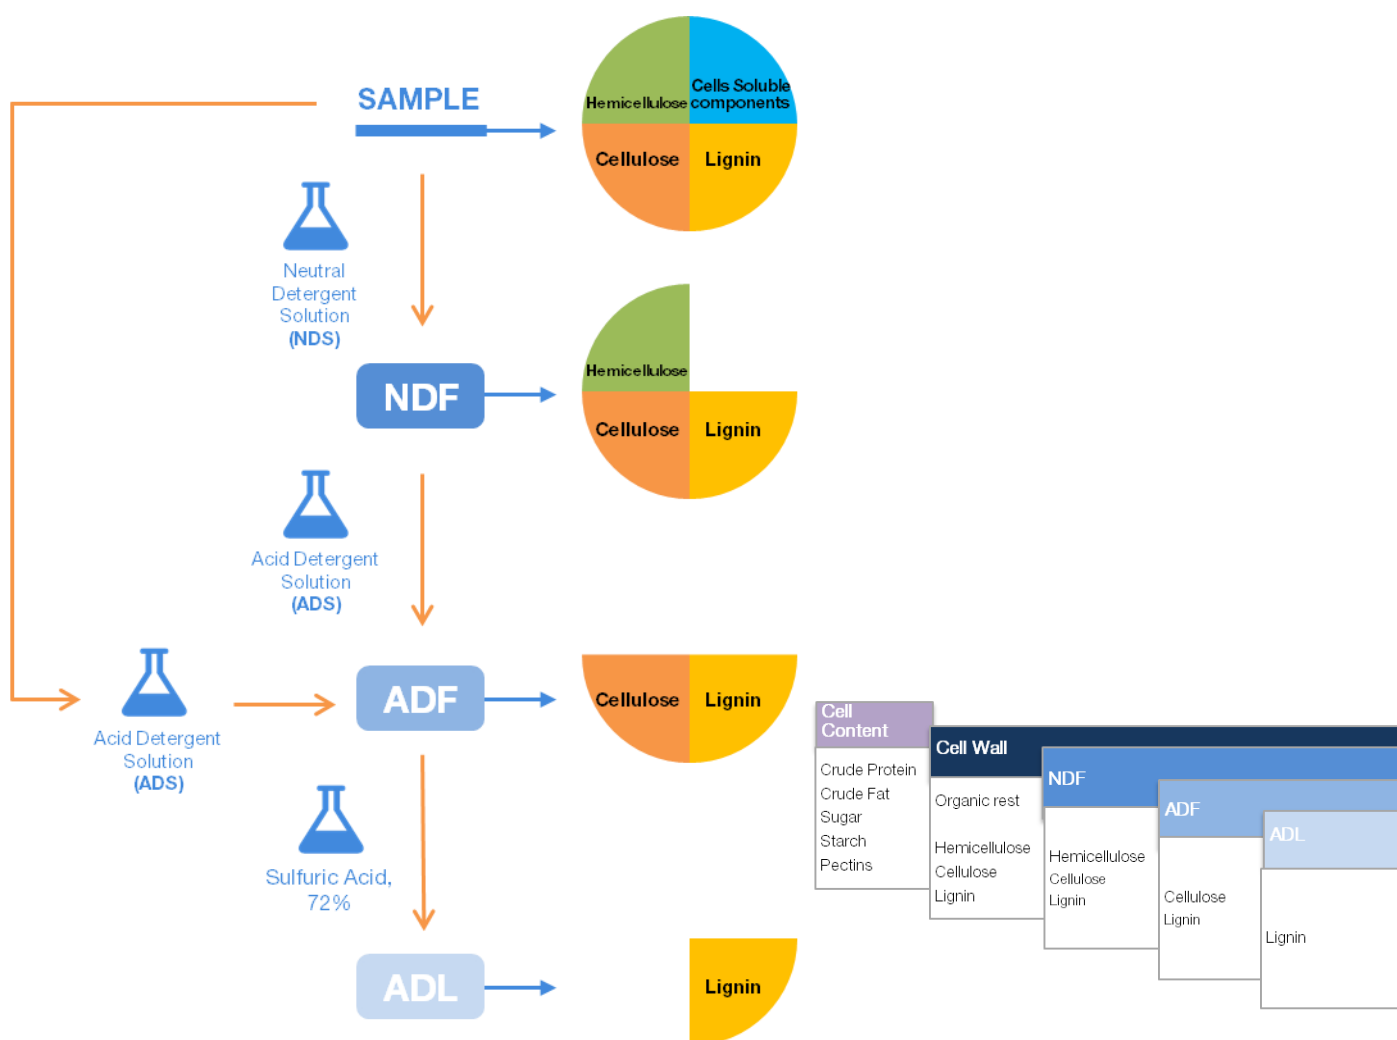 SAMPLE
Hemicellulose
Cells Soluble
components
Cellulose
Lignin
Neutral
Detergent
Solution
(NDS)
NDF
Hemicellulose
Cellulose
Lignin
Acid Detergent
Solution
(ADS)
Acid Detergent
Solution
(ADS)
ADF
Cellulose
Lignin
Sulfuric Acid,
72%
ADL
Lignin
Cell
Content
Crude Protein
Crude Fat
Sugar
Starch
Pectins
Cell Wall
Organic rest
Hemicellulose
Cellulose
Lignin
NDF
Hemicellulose
Cellulose
Lignin
ADF
Cellulose
Lignin
ADL
Lignin